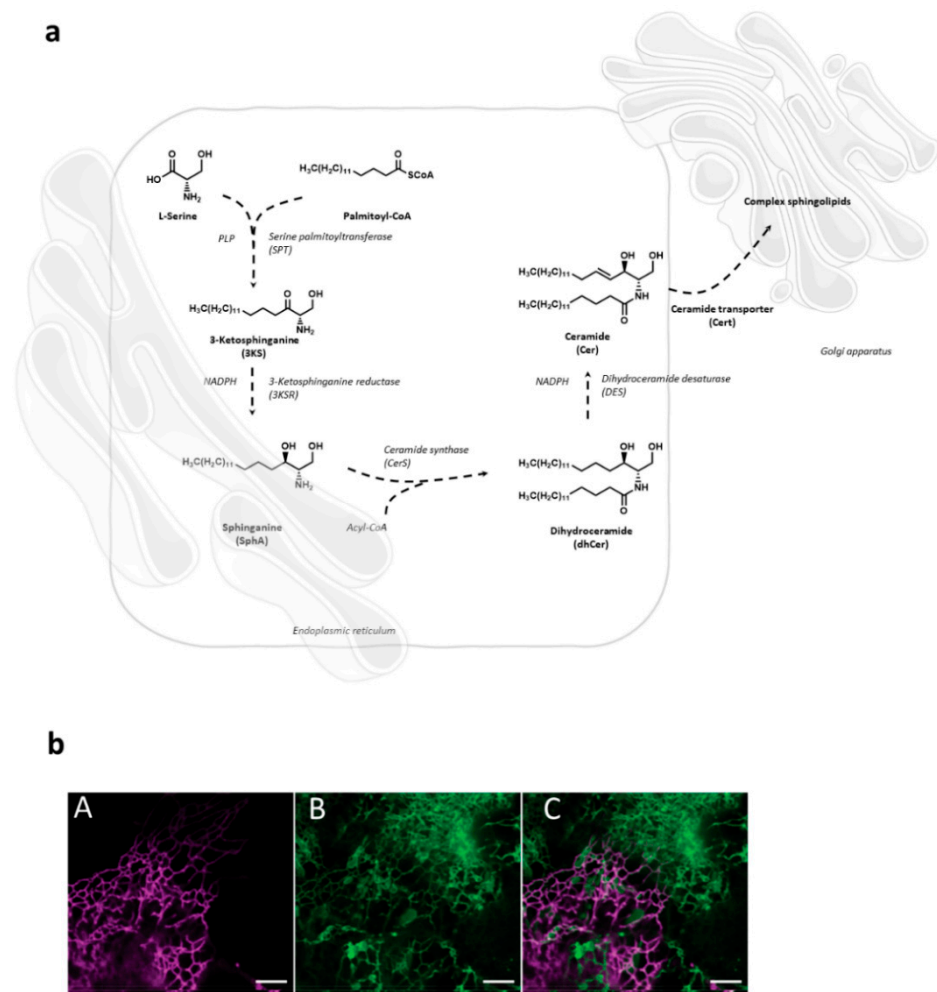 a
O
OH
HO
NH₂
L-Serine
H₃C(H₂C)₁₁
O
SCoA
Palmitoyl-CoA
PLP
Serine palmitoyltransferase
(SPT)
H₃C(H₂C)₁₁
O
OH
NH₂
3-Ketosphinganine
(3KS)
NADPH
3-Ketosphinganine reductase
(3KSR)
H₃C(H₂C)₁₁
OH
OH
NH₂
Sphinganine
(SphA)
Ceramide synthase
(CerS)
Acyl-CoA
H₃C(H₂C)₁₁
OH
OH
H₃C(H₂C)₁₁
NH
O
Dihydroceramide
(dhCer)
NADPH
Dihydroceramide desaturase
(DES)
H₃C(H₂C)₁₁
OH
OH
H₃C(H₂C)₁₁
NH
O
Ceramide
(Cer)
Complex sphingolipids
Ceramide transporter
(Cert)
Golgi apparatus
Endoplasmic reticulum
b
A
B
C